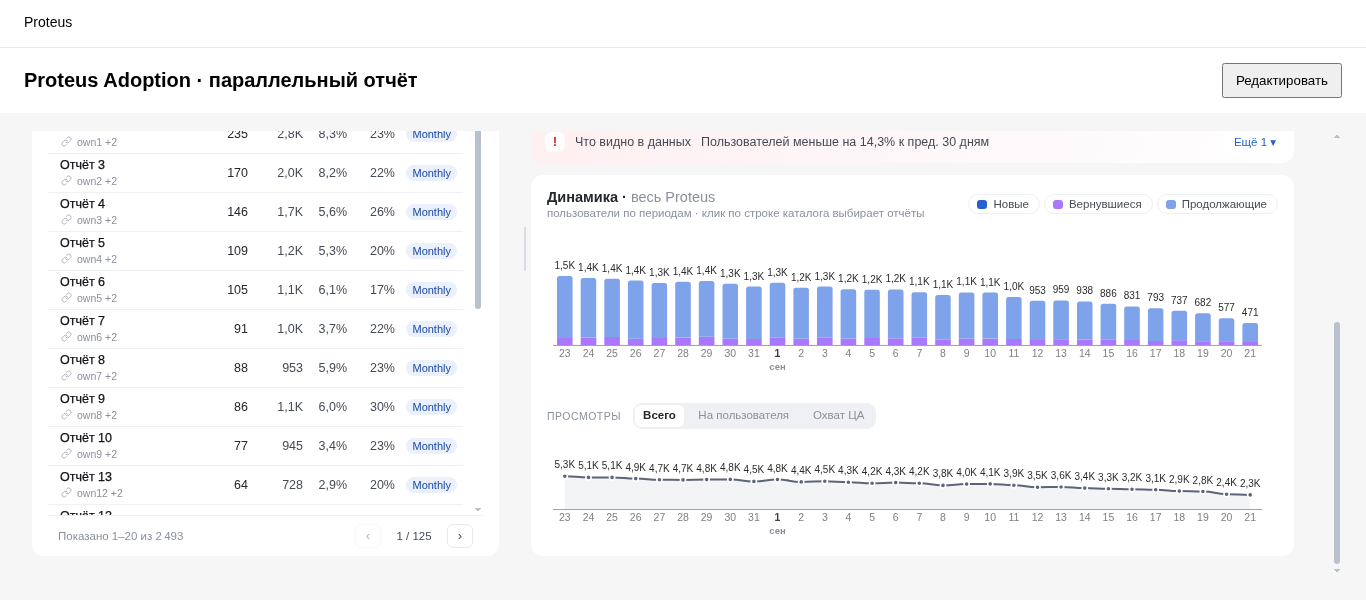 Proteus
Proteus Adoption · параллельный отчёт
Редактировать
235 2,8K 8,3% 23% Monthly
own1 +2
Отчёт 3
170 2,0K 8,2% 22% Monthly
own2 +2
Отчёт 4
146 1,7K 5,6% 26% Monthly
own3 +2
Отчёт 5
109 1,2K 5,3% 20% Monthly
own4 +2
Отчёт 6
105 1,1K 6,1% 17% Monthly
own5 +2
Отчёт 7
91 1,0K 3,7% 22% Monthly
own6 +2
Отчёт 8
88 953 5,9% 23% Monthly
own7 +2
Отчёт 9
86 1,1K 6,0% 30% Monthly
own8 +2
Отчёт 10
77 945 3,4% 23% Monthly
own9 +2
Отчёт 13
64 728 2,9% 20% Monthly
own12 +2
Отчёт 12
Показано 1–20 из 2 493
‹ 1 / 125 ›
! Что видно в данных Пользователей меньше на 14,3% к пред. 30 дням Ещё 1 ▾
Динамика · весь Proteus
пользователи по периодам · клик по строке каталога выбирает отчёты
Новые Вернувшиеся Продолжающие
1,5K 1,4K 1,4K 1,4K 1,3K 1,4K 1,4K 1,3K 1,3K 1,3K 1,2K 1,3K 1,2K 1,2K 1,2K 1,1K 1,1K 1,1K 1,1K 1,0K 953 959 938 886 831 793 737 682 577 471
23 24 25 26 27 28 29 30 31 1 2 3 4 5 6 7 8 9 10 11 12 13 14 15 16 17 18 19 20 21
сен
ПРОСМОТРЫ Всего На пользователя Охват ЦА
5,3K 5,1K 5,1K 4,9K 4,7K 4,7K 4,8K 4,8K 4,5K 4,8K 4,4K 4,5K 4,3K 4,2K 4,3K 4,2K 3,8K 4,0K 4,1K 3,9K 3,5K 3,6K 3,4K 3,3K 3,2K 3,1K 2,9K 2,8K 2,4K 2,3K
23 24 25 26 27 28 29 30 31 1 2 3 4 5 6 7 8 9 10 11 12 13 14 15 16 17 18 19 20 21
сен